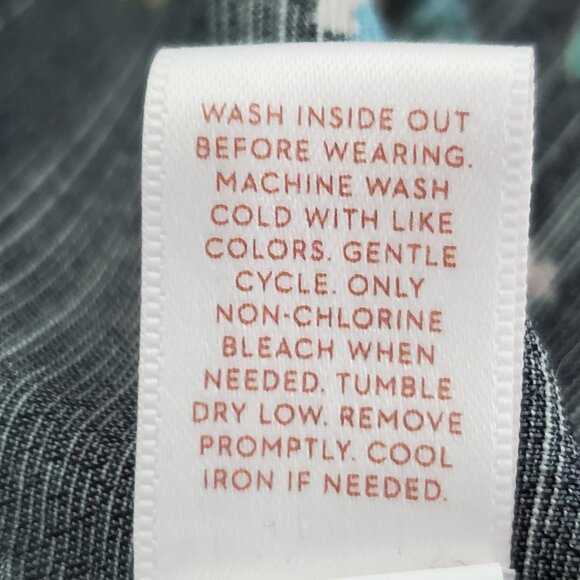 WASH INSIDE OUT
BEFORE WEARING.
MACHINE WASH
COLD WITH LIKE
COLORS. GENTLE
CYCLE. ONLY
NON-CHLORINE
BLEACH WHEN
NEEDED. TUMBLE
DRY LOW. REMOVE
PROMPTLY. COOL
IRON IF NEEDED.